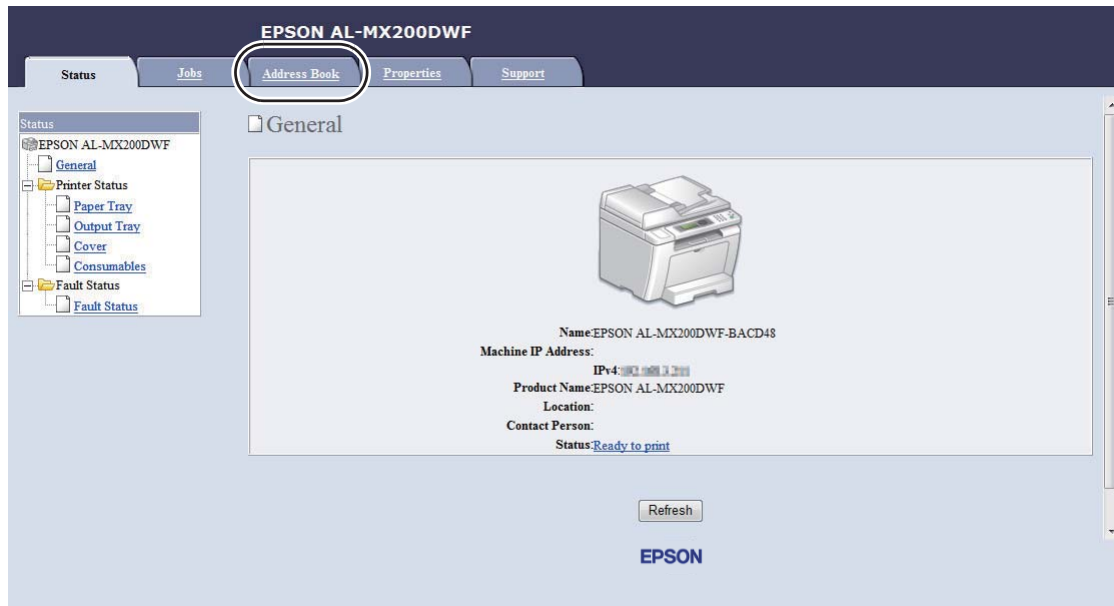 EPSON AL-MX200DWF
Status Jobs Address Book Properties Support
Status
EPSON AL-MX200DWF
General
Printer Status
Paper Tray
Output Tray
Cover
Consumables
Fault Status
Fault Status
General
Name:EPSON AL-MX200DWF-BACD48
Machine IP Address:
IPv4:
Product Name:EPSON AL-MX200DWF
Location:
Contact Person:
Status:Ready to print
Refresh
EPSON